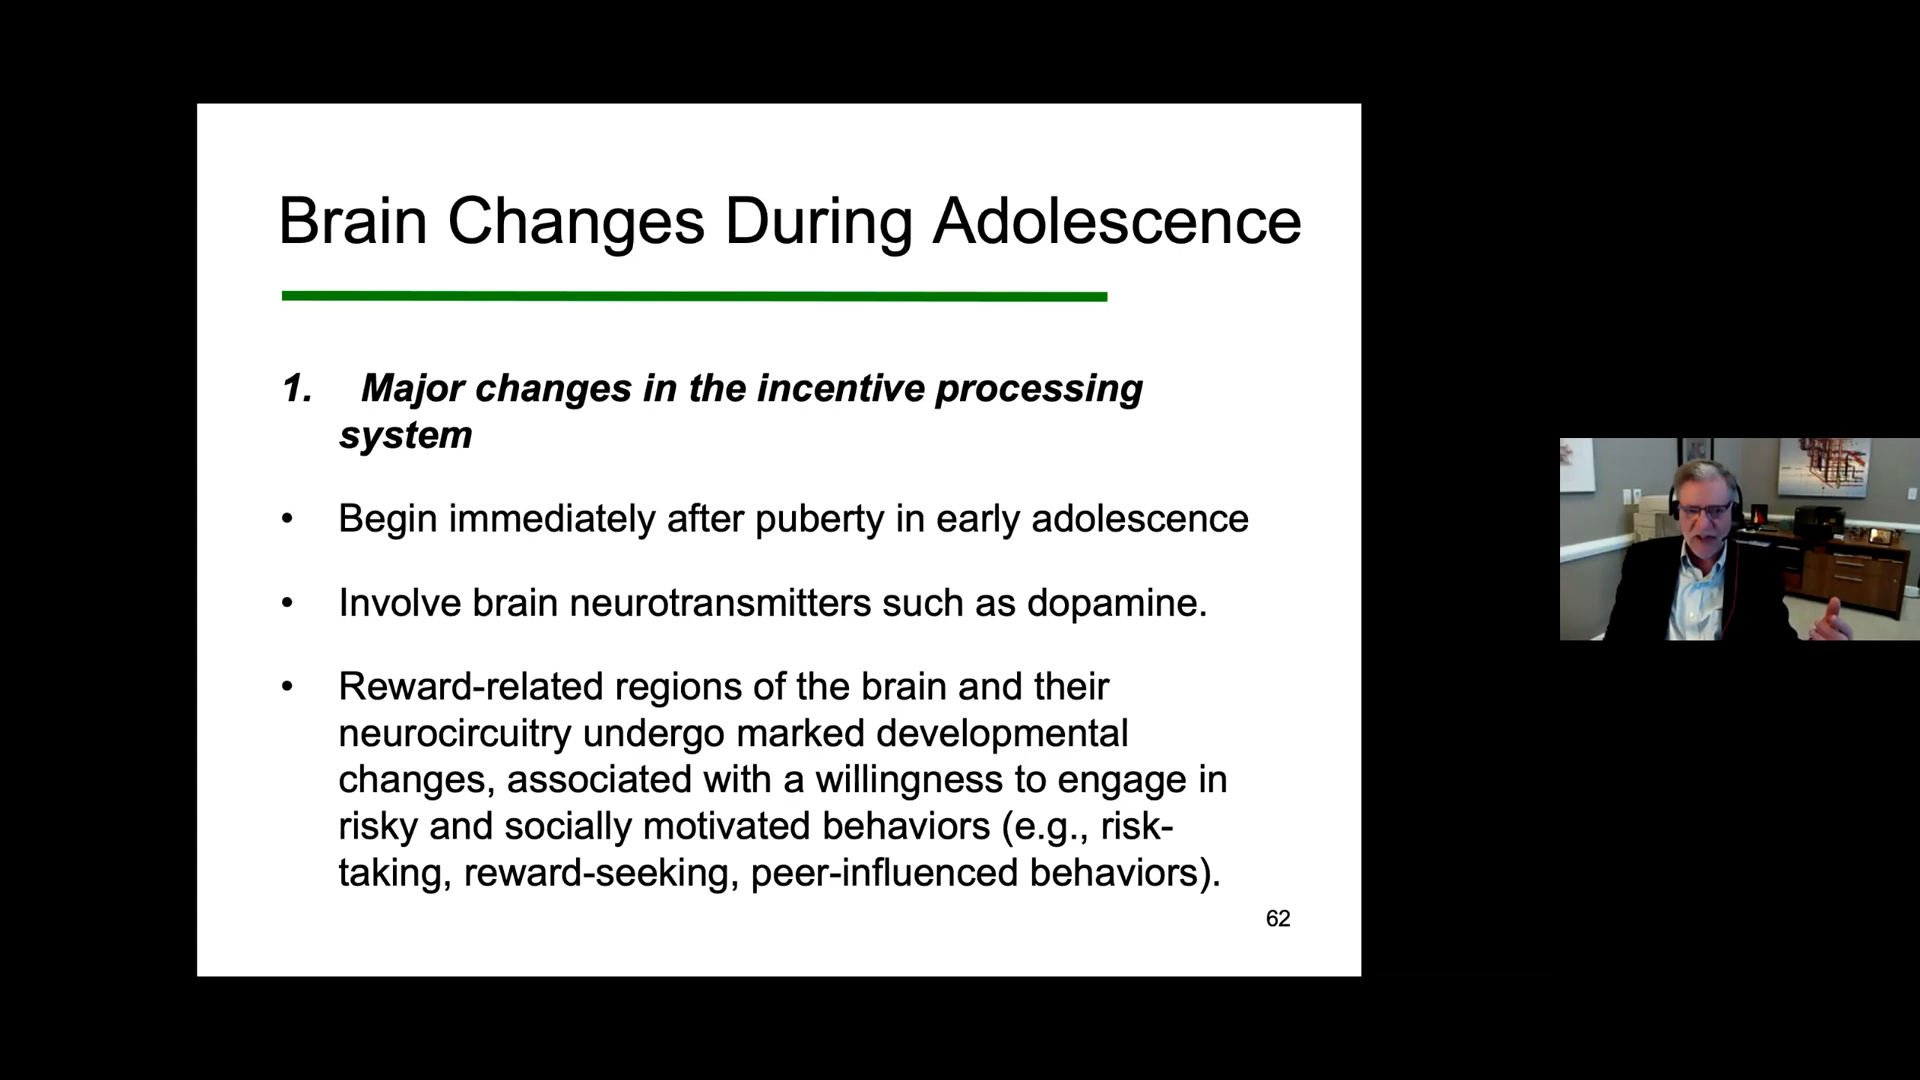 Brain Changes During Adolescence
1. Major changes in the incentive processing
system
• Begin immediately after puberty in early adolescence
• Involve brain neurotransmitters such as dopamine.
• Reward-related regions of the brain and their
neurocircuitry undergo marked developmental
changes, associated with a willingness to engage in
risky and socially motivated behaviors (e.g., risk-
taking, reward-seeking, peer-influenced behaviors).
62